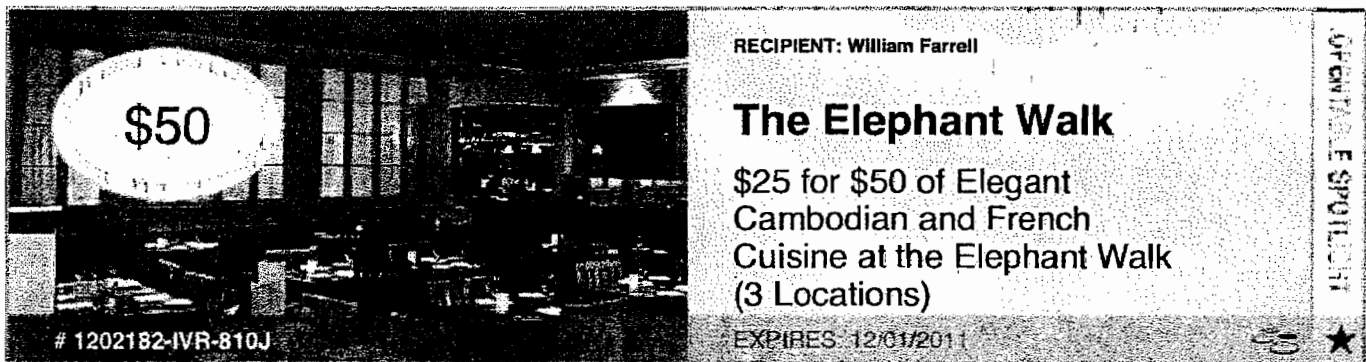 $50
# 1202182-IVR-810J
RECIPIENT: William Farrell
The Elephant Walk
$25 for $50 of Elegant
Cambodian and French
Cuisine at the Elephant Walk
(3 Locations)
EXPIRES: 12/01/2011
SPOTLIGHT